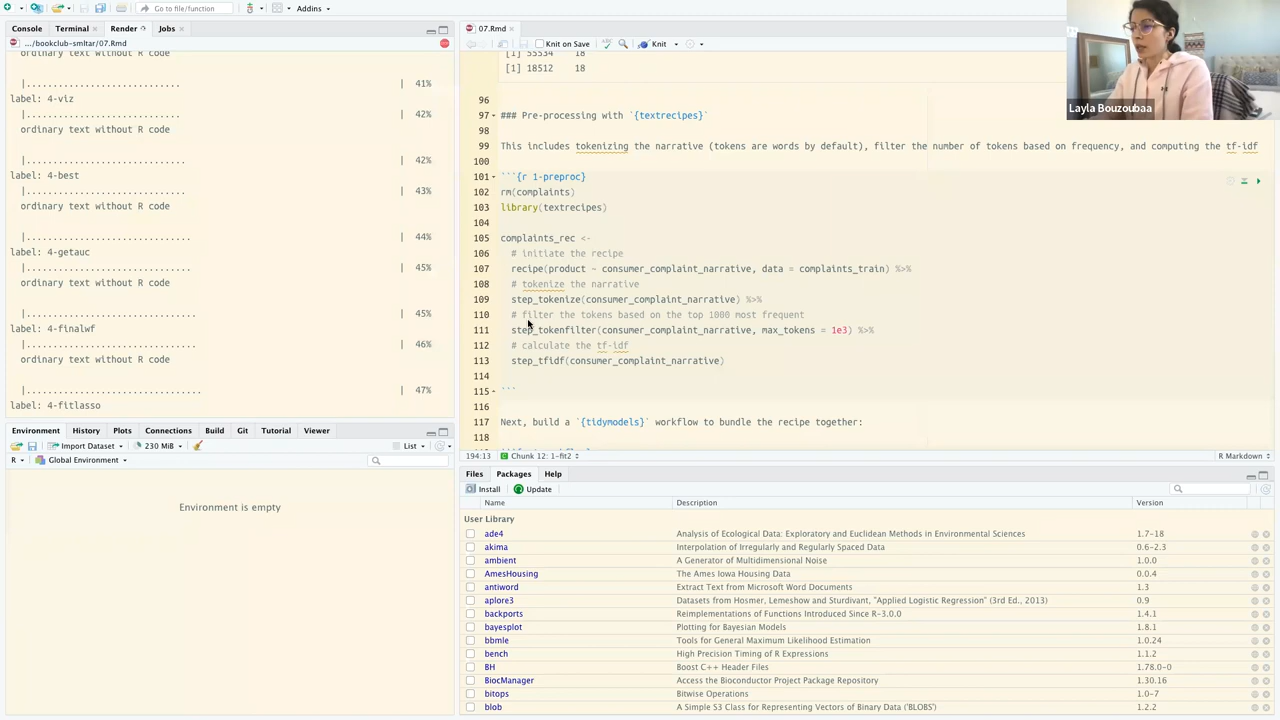 Go to file/function
Addins
Console
Terminal
Render
Jobs
.../bookclub-smltar/07.Rmd
ordinary text without R code
|............................. | 41%
label: 4-viz
|............................. | 42%
ordinary text without R code
|.............................. | 42%
label: 4-best
|.............................. | 43%
ordinary text without R code
|............................... | 44%
label: 4-getauc
|............................... | 45%
ordinary text without R code
|................................ | 45%
label: 4-finalwf
|................................ | 46%
ordinary text without R code
|................................. | 47%
label: 4-fitlasso
Environment
History
Plots
Connections
Build
Git
Tutorial
Viewer
Import Dataset
230 MiB
List
R
Global Environment
Environment is empty
07.Rmd
Knit on Save
Knit
[1] 55534 18
[1] 18512 18
96
97 ### Pre-processing with `{textrecipes}`
98
99 This includes tokenizing the narrative (tokens are words by default), filter the number of tokens based on frequency, and computing the tf-idf
100
101 ```{r 1-preproc}
102 rm(complaints)
103 library(textrecipes)
104
105 complaints_rec <-
106 # initiate the recipe
107 recipe(product ~ consumer_complaint_narrative, data = complaints_train) %>%
108 # tokenize the narrative
109 step_tokenize(consumer_complaint_narrative) %>%
110 # filter the tokens based on the top 1000 most frequent
111 step_tokenfilter(consumer_complaint_narrative, max_tokens = 1e3) %>%
112 # calculate the tf-idf
113 step_tfidf(consumer_complaint_narrative)
114
115 ```
116
117 Next, build a `{tidymodels}` workflow to bundle the recipe together:
118
194:13 Chunk 12: 1-fit2 R Markdown
Layla Bouzoubaa
Files
Packages
Help
Install
Update
Name Description Version
User Library
ade4 Analysis of Ecological Data: Exploratory and Euclidean Methods in Environmental Sciences 1.7-18
akima Interpolation of Irregularly and Regularly Spaced Data 0.6-2.3
ambient A Generator of Multidimensional Noise 1.0.0
AmesHousing The Ames Iowa Housing Data 0.0.4
antiword Extract Text from Microsoft Word Documents 1.3
aplore3 Datasets from Hosmer, Lemeshow and Sturdivant, "Applied Logistic Regression" (3rd Ed., 2013) 0.9
backports Reimplementations of Functions Introduced Since R-3.0.0 1.4.1
bayesplot Plotting for Bayesian Models 1.8.1
bbmle Tools for General Maximum Likelihood Estimation 1.0.24
bench High Precision Timing of R Expressions 1.1.2
BH Boost C++ Header Files 1.78.0-0
BiocManager Access the Bioconductor Project Package Repository 1.30.16
bitops Bitwise Operations 1.0-7
blob A Simple S3 Class for Representing Vectors of Binary Data ('BLOBS') 1.2.2